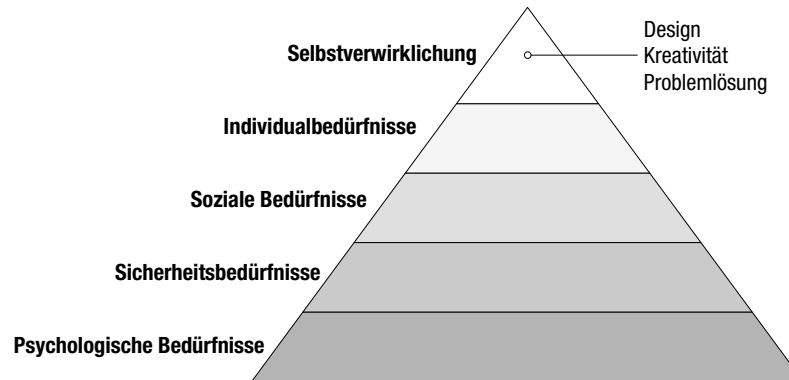 Selbstverwirklichung
Design
Kreativität
Problemlösung
Individualbedürfnisse
Soziale Bedürfnisse
Sicherheitsbedürfnisse
Psychologische Bedürfnisse